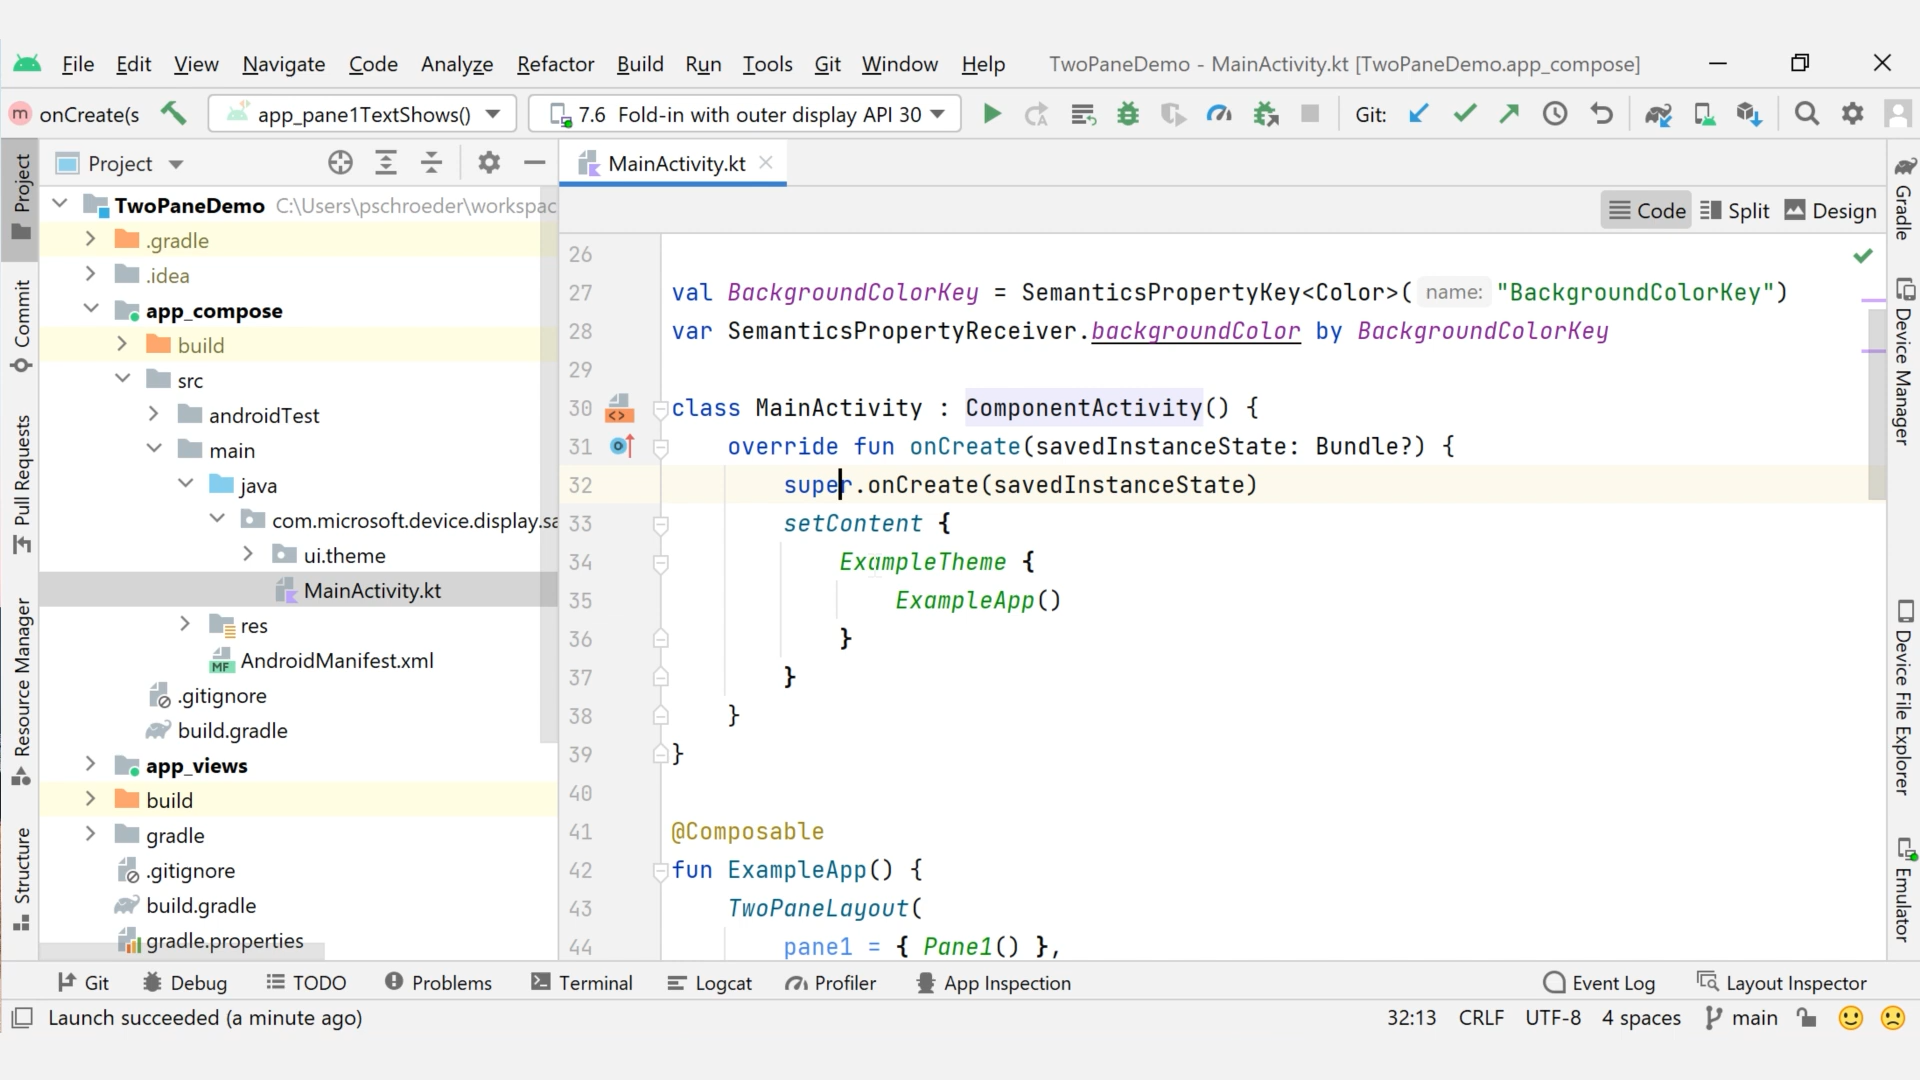 File Edit View Navigate Code Analyze Refactor Build Run Tools Git Window Help TwoPaneDemo - MainActivity.kt [TwoPaneDemo.app_compose]
m onCreate(s app_pane1TextShows() 7.6 Fold-in with outer display API 30 Git:
Project MainActivity.kt
Code Split Design
TwoPaneDemo C:\Users\pschroeder\workspac
.gradle
.idea
app_compose
build
src
androidTest
main
java
com.microsoft.device.display.sa
ui.theme
MainActivity.kt
res
MF AndroidManifest.xml
.gitignore
build.gradle
app_views
build
gradle
.gitignore
build.gradle
gradle.properties
Project
Commit
Pull Requests
Resource Manager
Structure
26
27 val BackgroundColorKey = SemanticsPropertyKey<Color>( name: "BackgroundColorKey")
28 var SemanticsPropertyReceiver.backgroundColor by BackgroundColorKey
29
30 class MainActivity : ComponentActivity() {
31 override fun onCreate(savedInstanceState: Bundle?) {
32 super.onCreate(savedInstanceState)
33 setContent {
34 ExampleTheme {
35 ExampleApp()
36 }
37 }
38 }
39 }
40
41 @Composable
42 fun ExampleApp() {
43 TwoPaneLayout(
44 pane1 = { Pane1() },
Gradle
Device Manager
Device File Explorer
Emulator
Git Debug TODO Problems Terminal Logcat Profiler App Inspection Event Log Layout Inspector
Launch succeeded (a minute ago) 32:13 CRLF UTF-8 4 spaces main